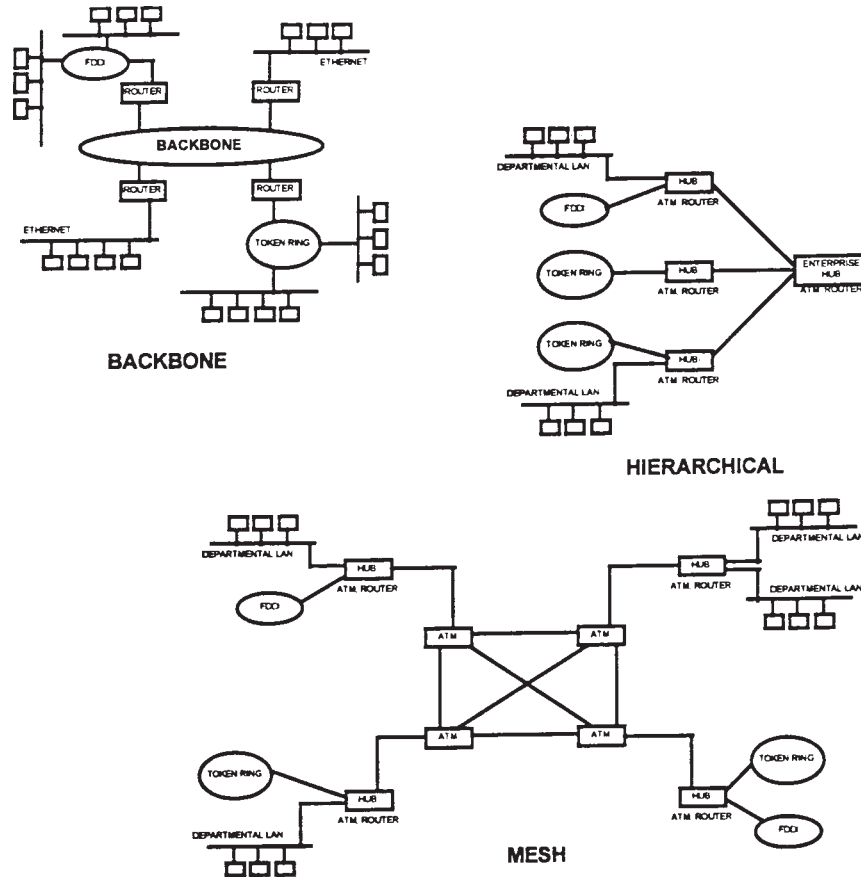 FDDI
ETHERNET
ROUTER
ROUTER
BACKBONE
ROUTER
ROUTER
ETHERNET
TOKEN RING
BACKBONE
DEPARTMENTAL LAN
HUB
ATM, ROUTER
FDDI
TOKEN RING
HUB
ATM, ROUTER
ENTERPRISE
HUB
ATM, ROUTER
TOKEN RING
HUB
ATM, ROUTER
DEPARTMENTAL LAN
HIERARCHICAL
DEPARTMENTAL LAN
HUB
ATM, ROUTER
FDDI
HUB
ATM, ROUTER
DEPARTMENTAL LAN
DEPARTMENTAL LAN
ATM
ATM
ATM
ATM
TOKEN RING
HUB
ATM, ROUTER
DEPARTMENTAL LAN
TOKEN RING
HUB
ATM, ROUTER
FDDI
MESH